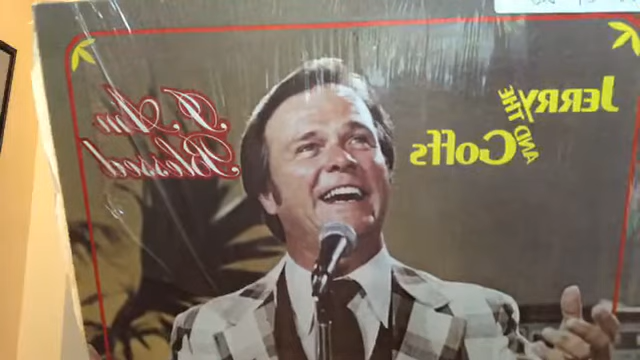 Jerry
and the
Goffs
I Am
Blessed